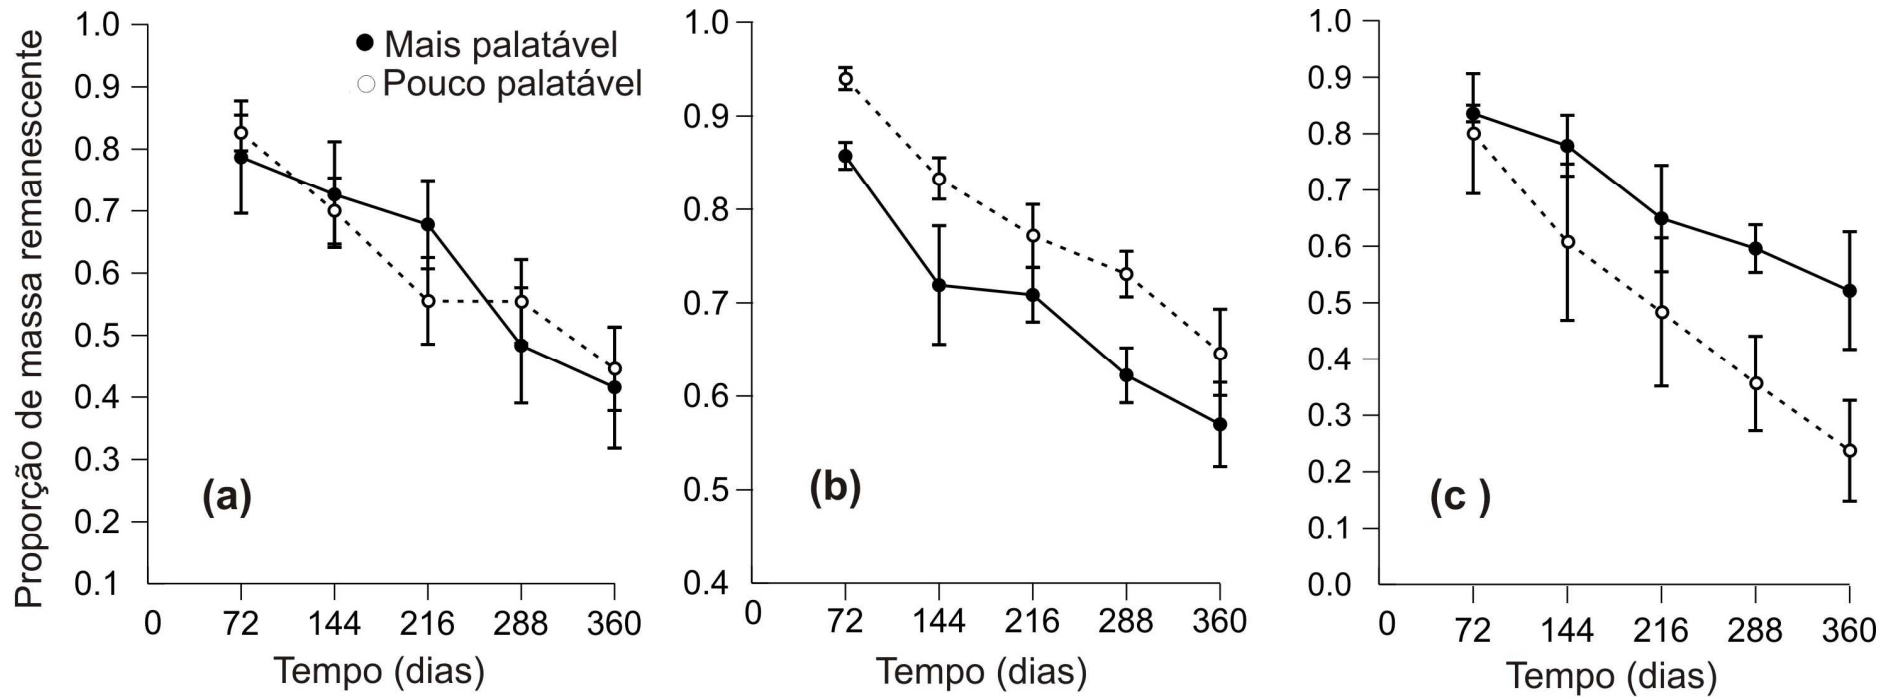 Proporção de massa remanescente
1.0
0.9
0.8
0.7
0.6
0.5
0.4
0.3
0.2
0.1
Mais palatável
Pouco palatável
(a)
0 72 144 216 288 360
Tempo (dias)
1.0
0.9
0.8
0.7
0.6
0.5
0.4
(b)
0 72 144 216 288 360
Tempo (dias)
1.0
0.9
0.8
0.7
0.6
0.5
0.4
0.3
0.2
0.1
0.0
(c )
0 72 144 216 288 360
Tempo (dias)